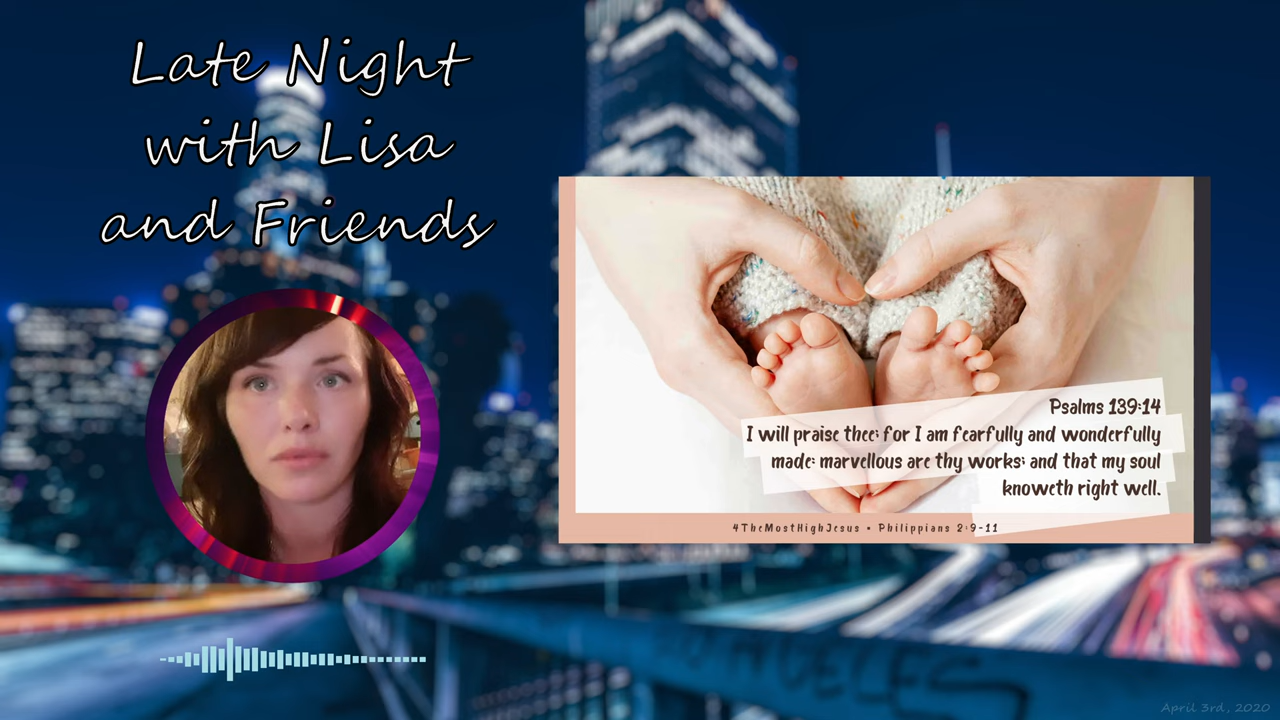 Late Night
with Lisa
and Friends
Psalms 139:14
I will praise thee; for I am fearfully and wonderfully
made: marvellous are thy works; and that my soul
knoweth right well.
4TheMostHighJesus • Philippians 2:9-11
April 3rd, 2020